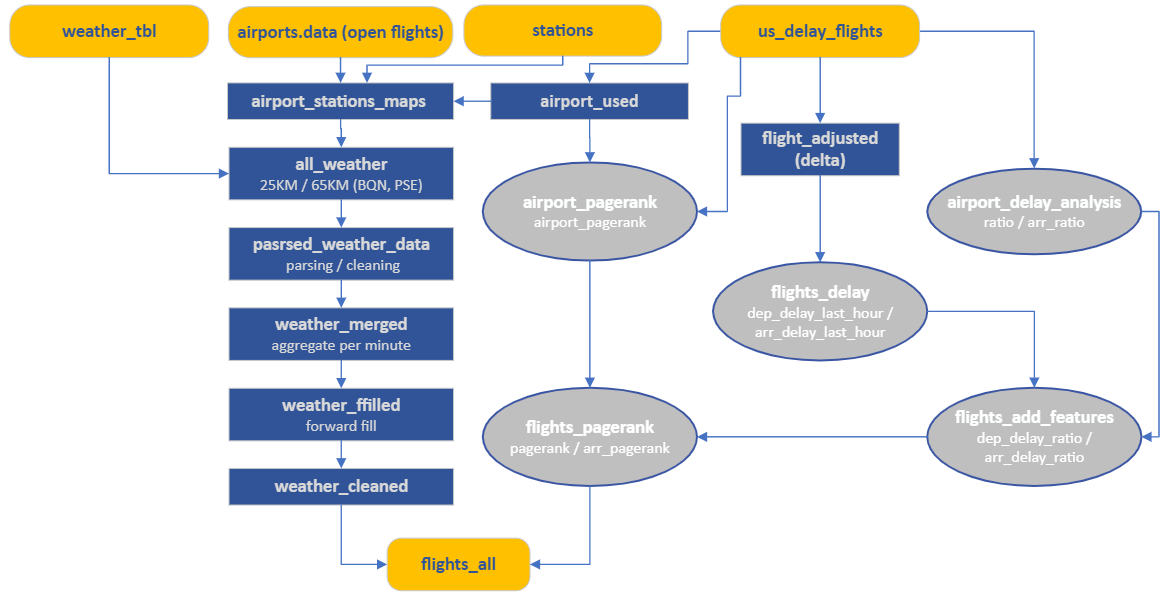 weather_tbl
airports.data (open flights)
stations
us_delay_flights
airport_stations_maps
airport_used
flight_adjusted
(delta)
all_weather
25KM / 65KM (BQN, PSE)
airport_pagerank
airport_pagerank
airport_delay_analysis
ratio / arr_ratio
pasrsed_weather_data
parsing / cleaning
flights_delay
dep_delay_last_hour /
arr_delay_last_hour
weather_merged
aggregate per minute
weather_ffilled
forward fill
flights_pagerank
pagerank / arr_pagerank
flights_add_features
dep_delay_ratio /
arr_delay_ratio
weather_cleaned
flights_all